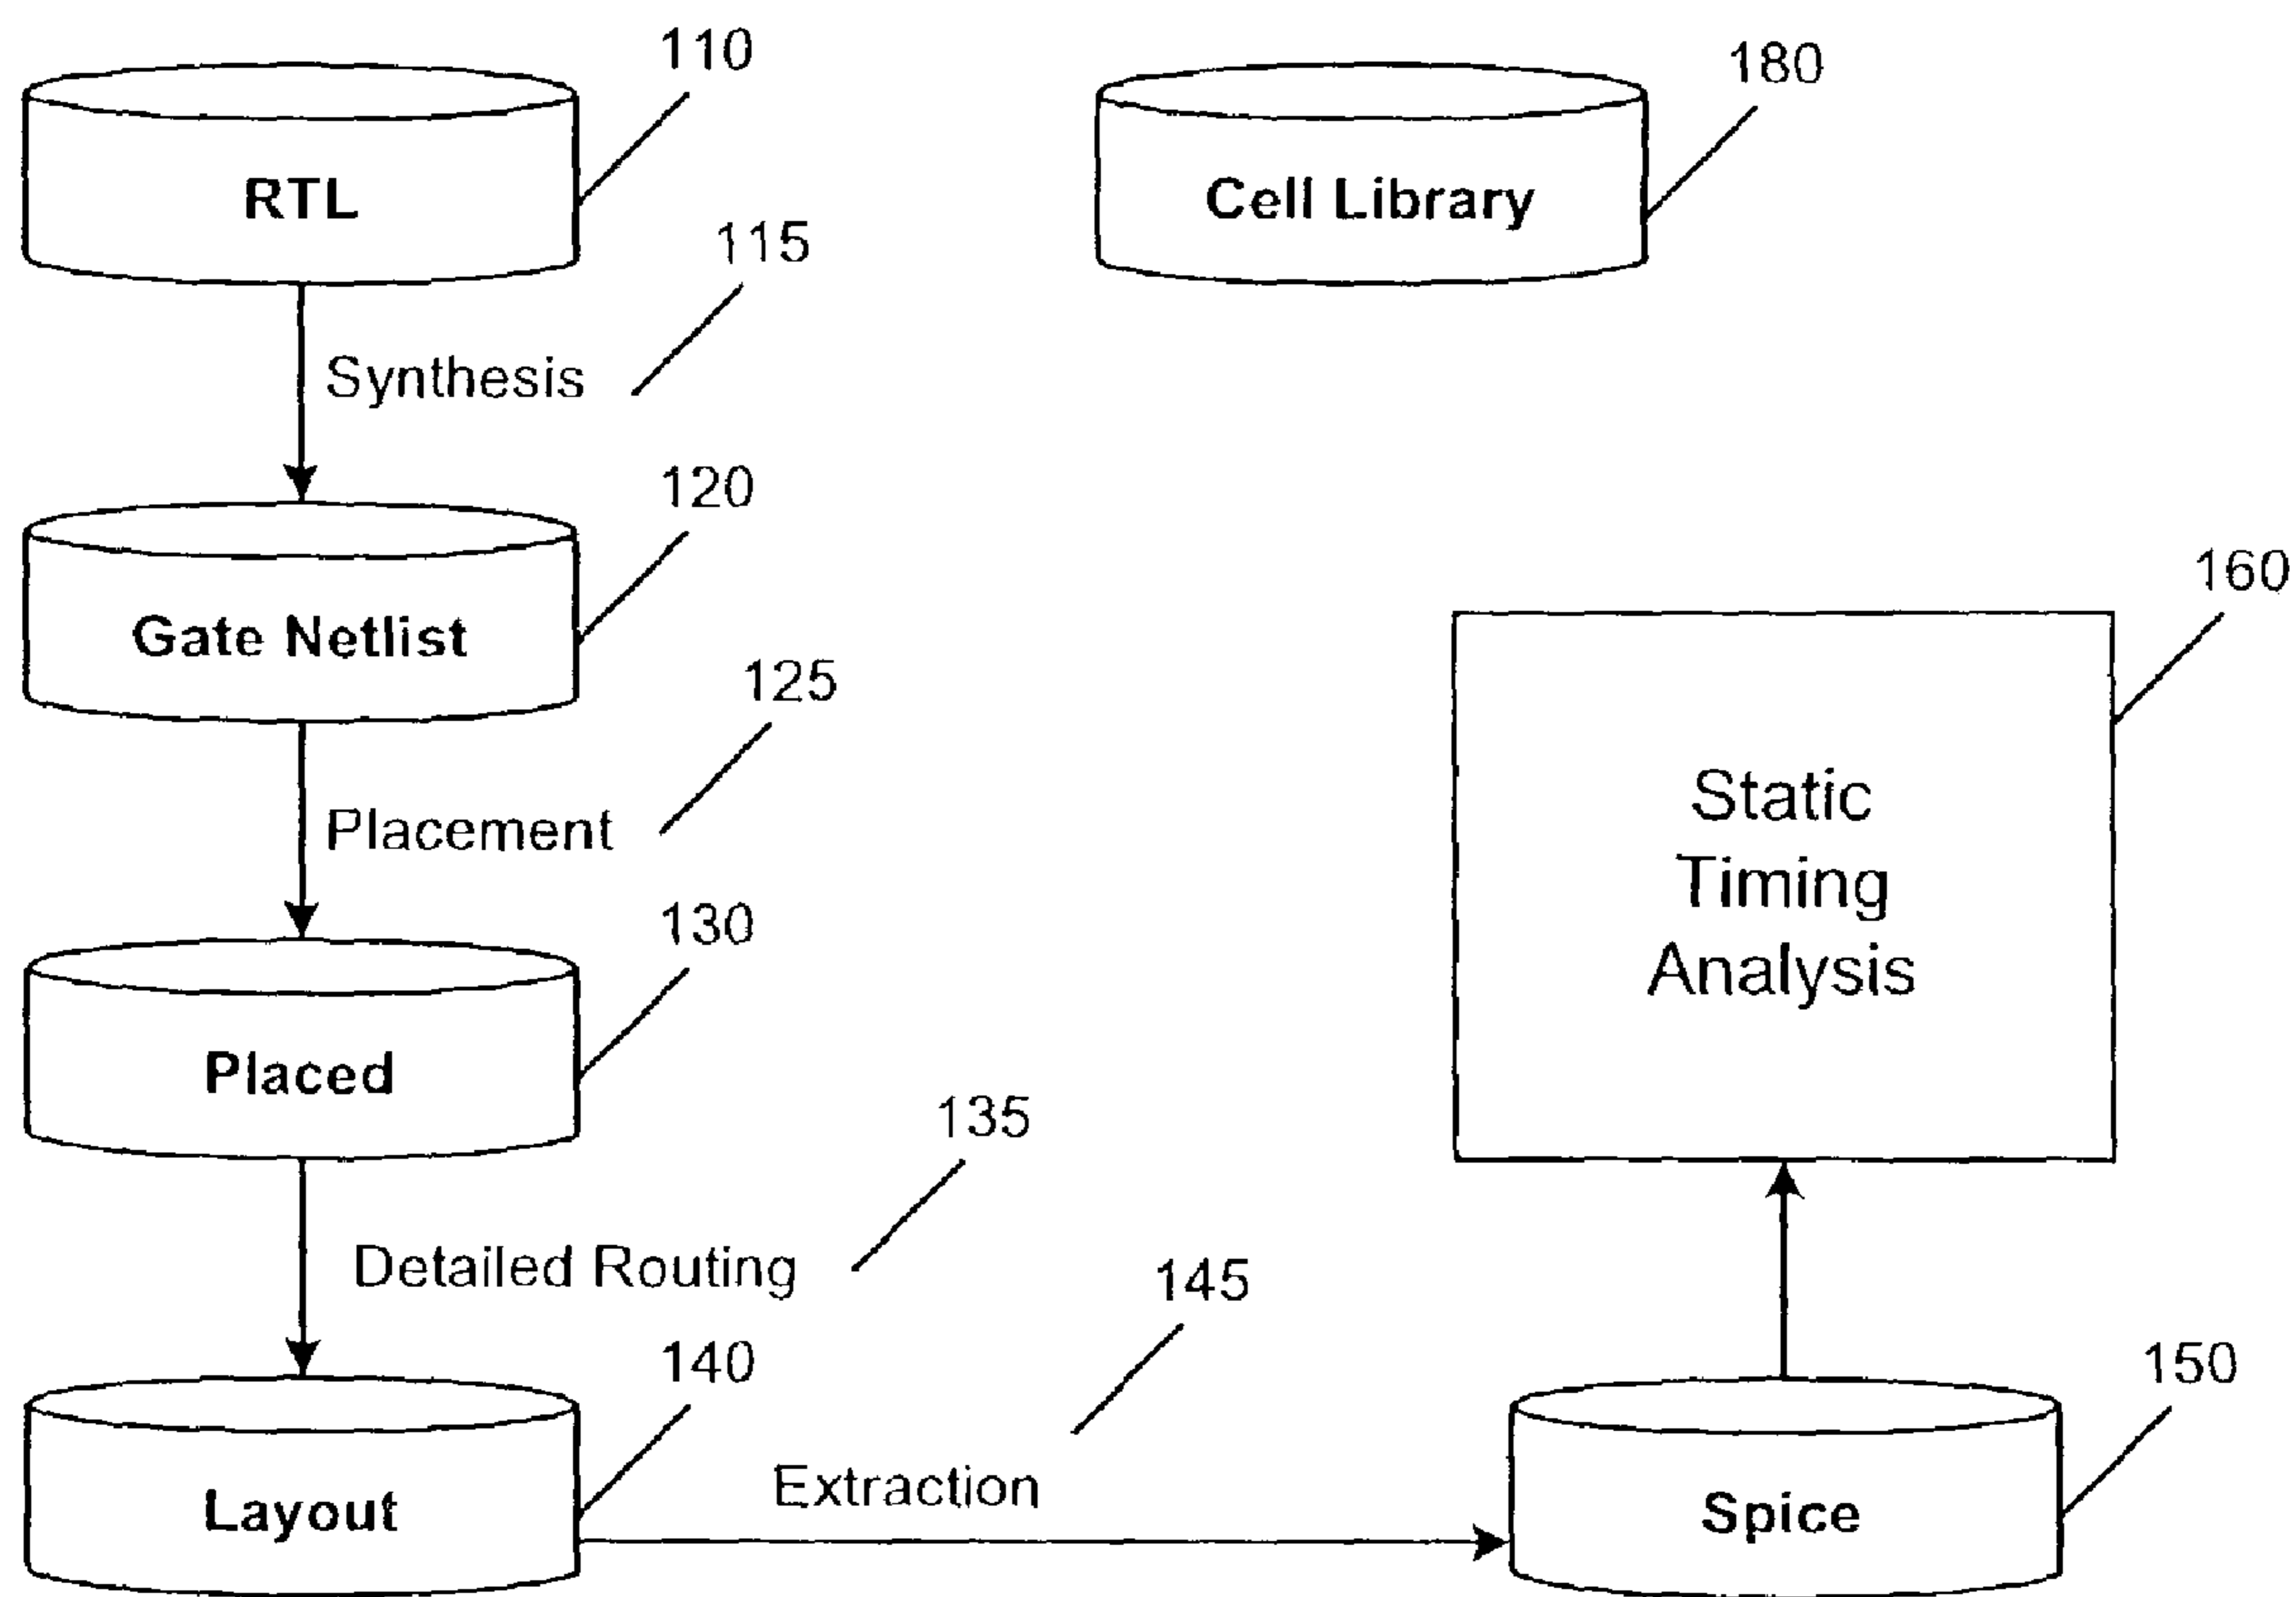 110
180
RTL
Cell Library
115
Synthesis
120
160
Gate Netlist
125
Static
Timing
Analysis
Placement
130
Placed
135
Detailed Routing
145
140
150
Extraction
Layout
Spice